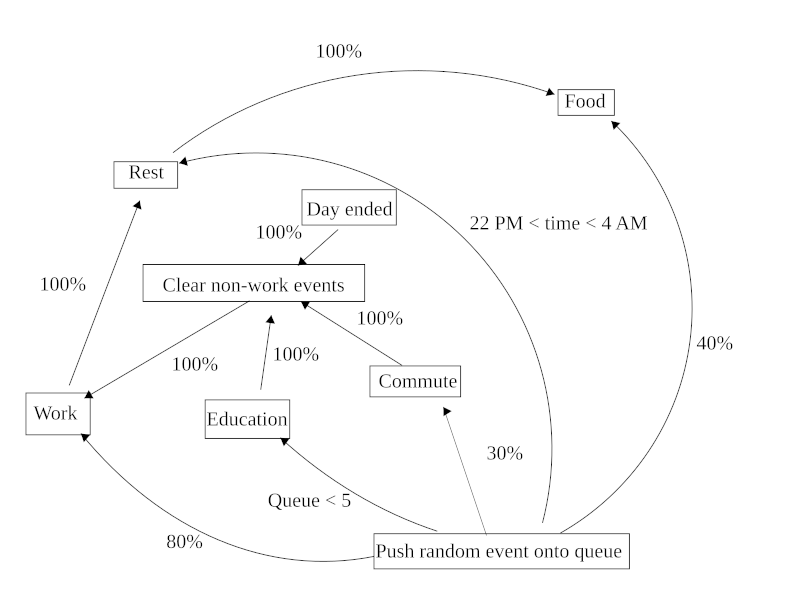 100%
Food
Rest
Day ended
22 PM < time < 4 AM
100%
100%
Clear non-work events
100%
40%
100%
100%
Commute
Work
Education
30%
Queue < 5
80%
Push random event onto queue